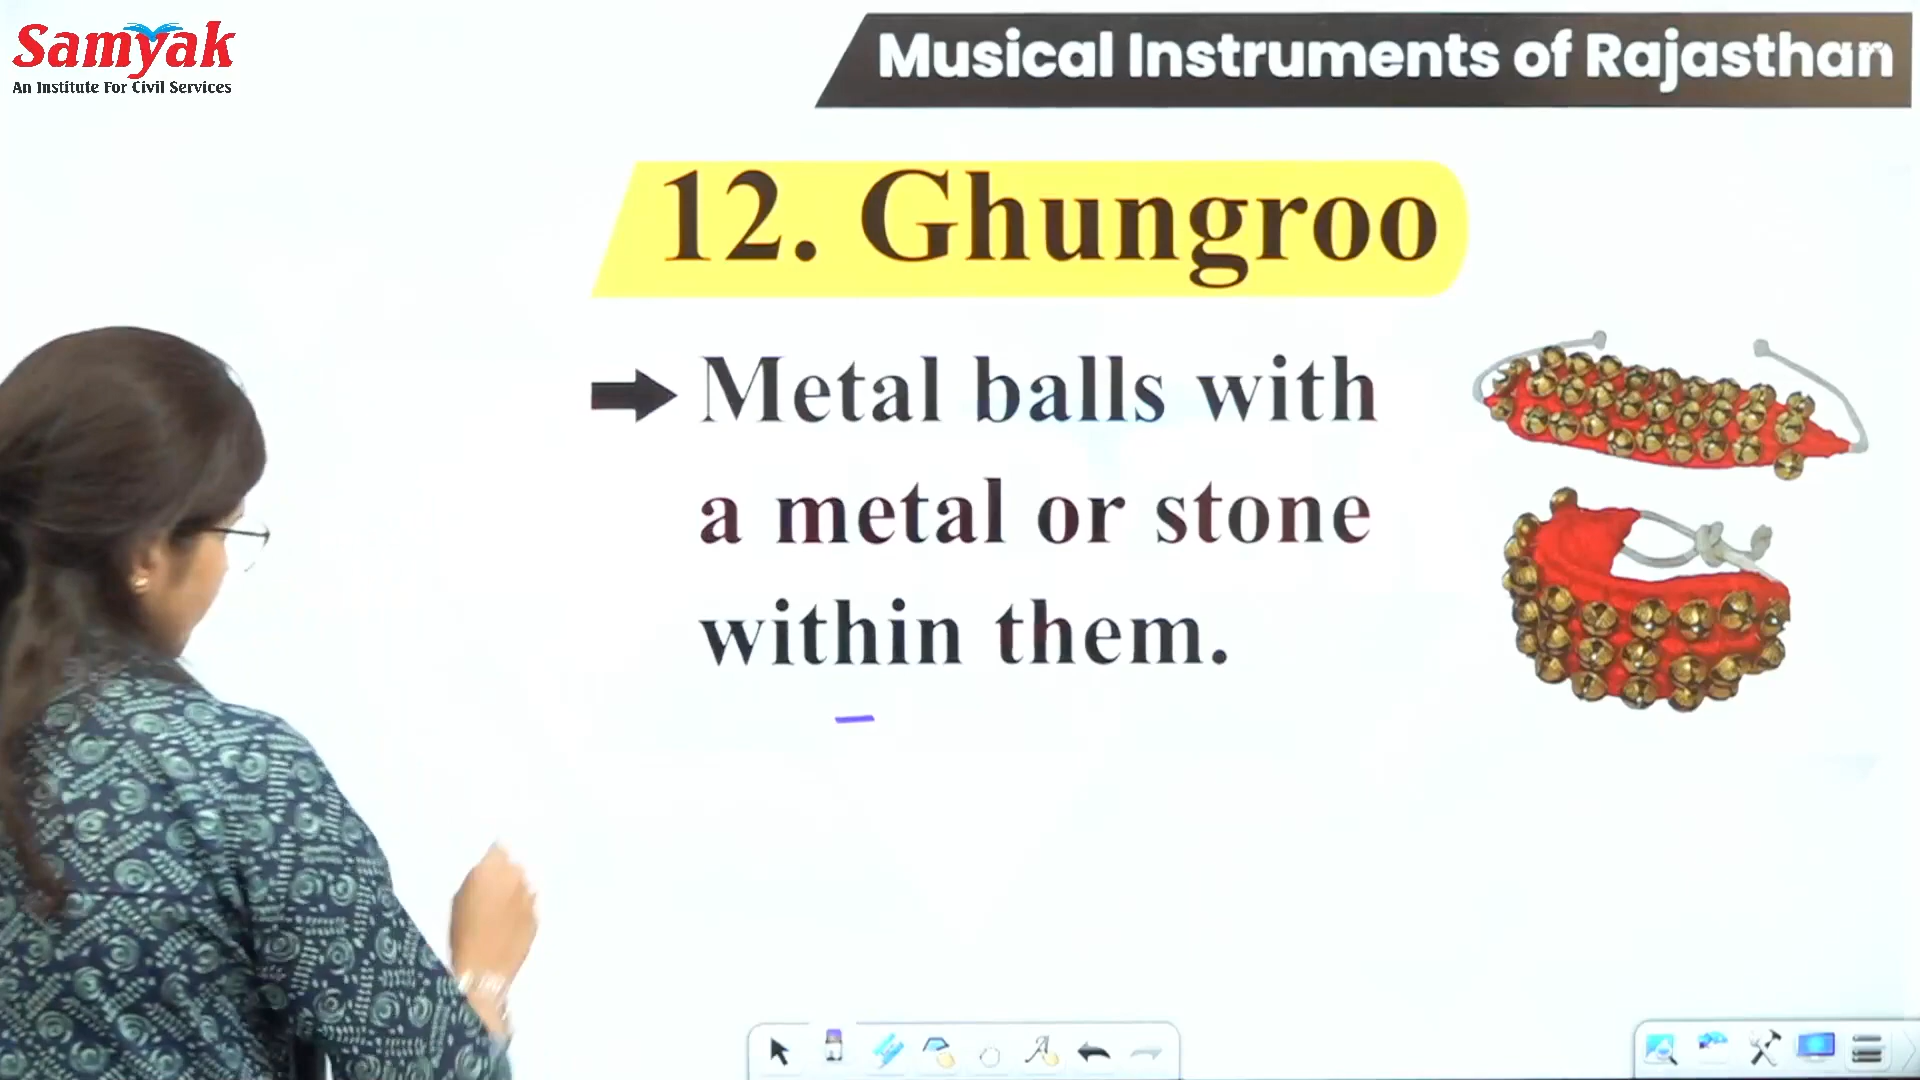 Samyak
An Institute For Civil Services
Musical Instruments of Rajasthan
12. Ghungroo
Metal balls with
a metal or stone
within them.